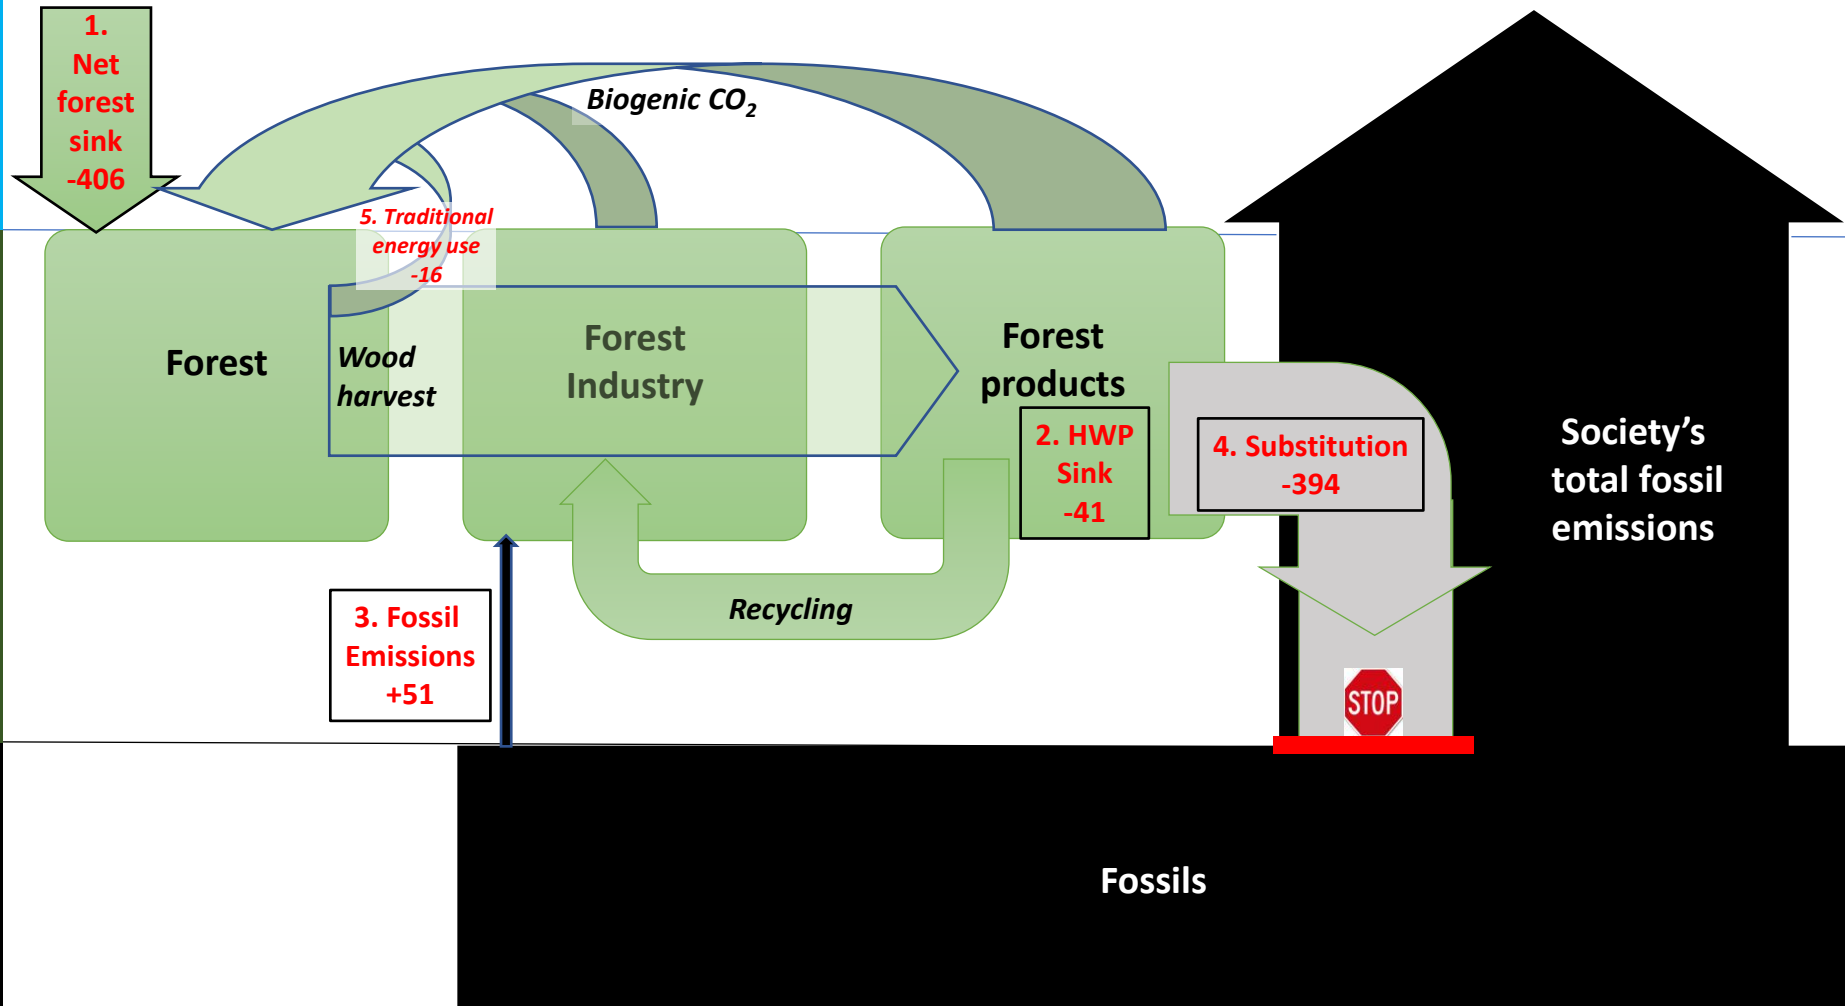 1.
Net
forest
sink
-406
Biogenic CO₂
5. Traditional
energy use
-16
Forest
Wood
harvest
Forest
Industry
Forest
products
2. HWP
Sink
-41
4. Substitution
-394
Society’s
total fossil
emissions
3. Fossil
Emissions
+51
Recycling
STOP
Fossils